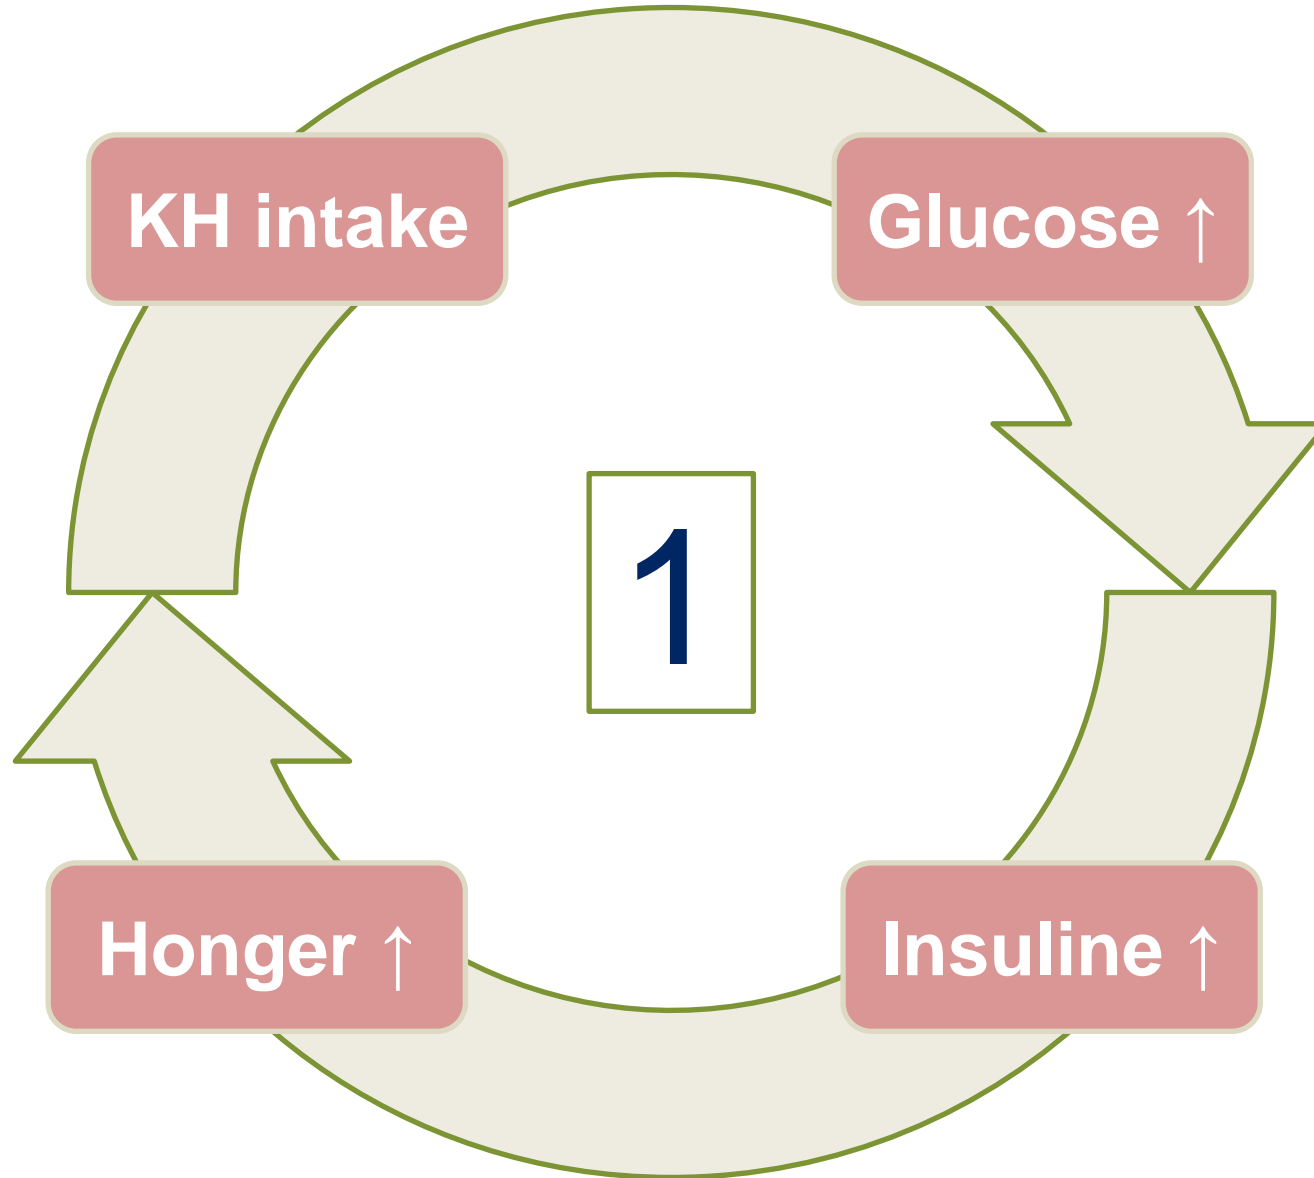 KH intake
Glucose ↑
1
Honger ↑
Insuline ↑